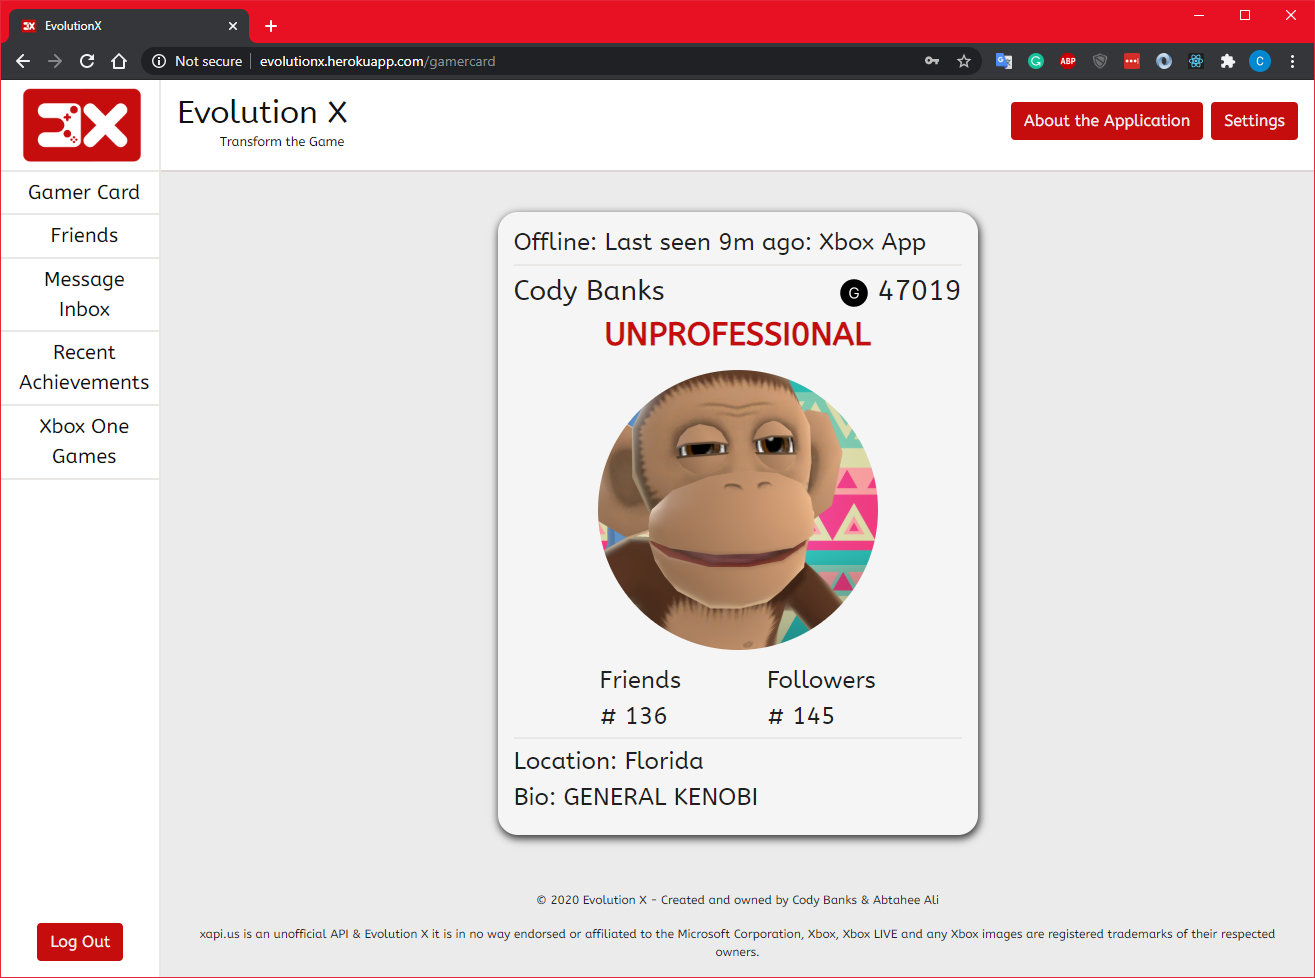 EvolutionX
Not secure
evolutionx.herokuapp.com/gamercard
ABP
C
Evolution X
Transform the Game
About the Application
Settings
Gamer Card
Friends
Message
Inbox
Recent
Achievements
Xbox One
Games
Log Out
Offline: Last seen 9m ago: Xbox App
Cody Banks
G 47019
UNPROFESSI0NAL
Friends
# 136
Followers
# 145
Location: Florida
Bio: GENERAL KENOBI
© 2020 Evolution X - Created and owned by Cody Banks & Abtahee Ali
xapi.us is an unofficial API & Evolution X it is in no way endorsed or affiliated to the Microsoft Corporation, Xbox, Xbox LIVE and any Xbox images are registered trademarks of their respected
owners.